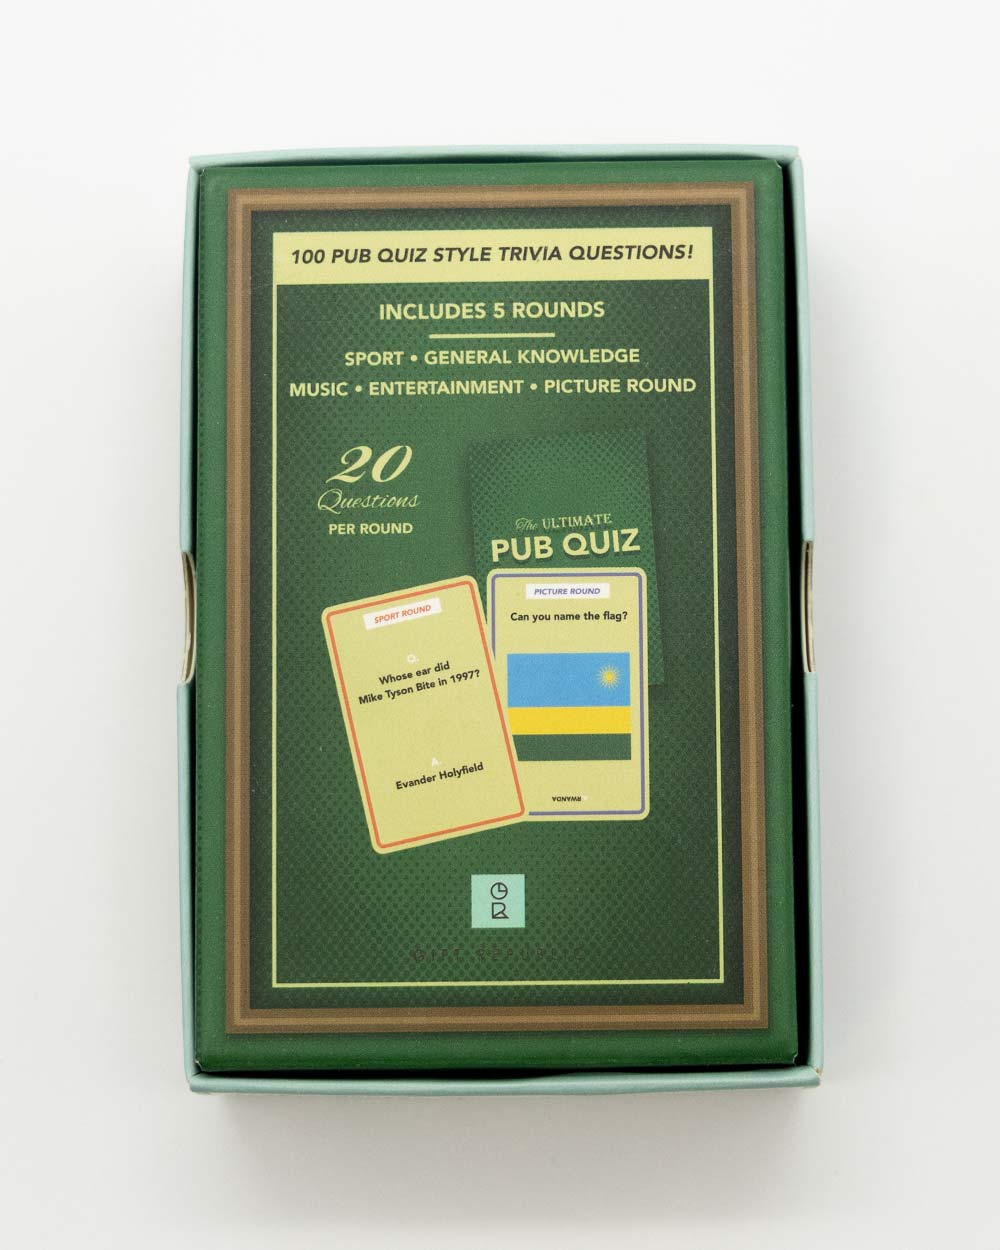 100 PUB QUIZ STYLE TRIVIA QUESTIONS!
INCLUDES 5 ROUNDS
SPORT • GENERAL KNOWLEDGE
MUSIC • ENTERTAINMENT • PICTURE ROUND
20
Questions
PER ROUND
The ULTIMATE
PUB QUIZ
SPORT ROUND
Q.
Whose ear did
Mike Tyson Bite in 1997?
A.
Evander Holyfield
PICTURE ROUND
Can you name the flag?
RWANDA
GR
GIFT REPUBLIC